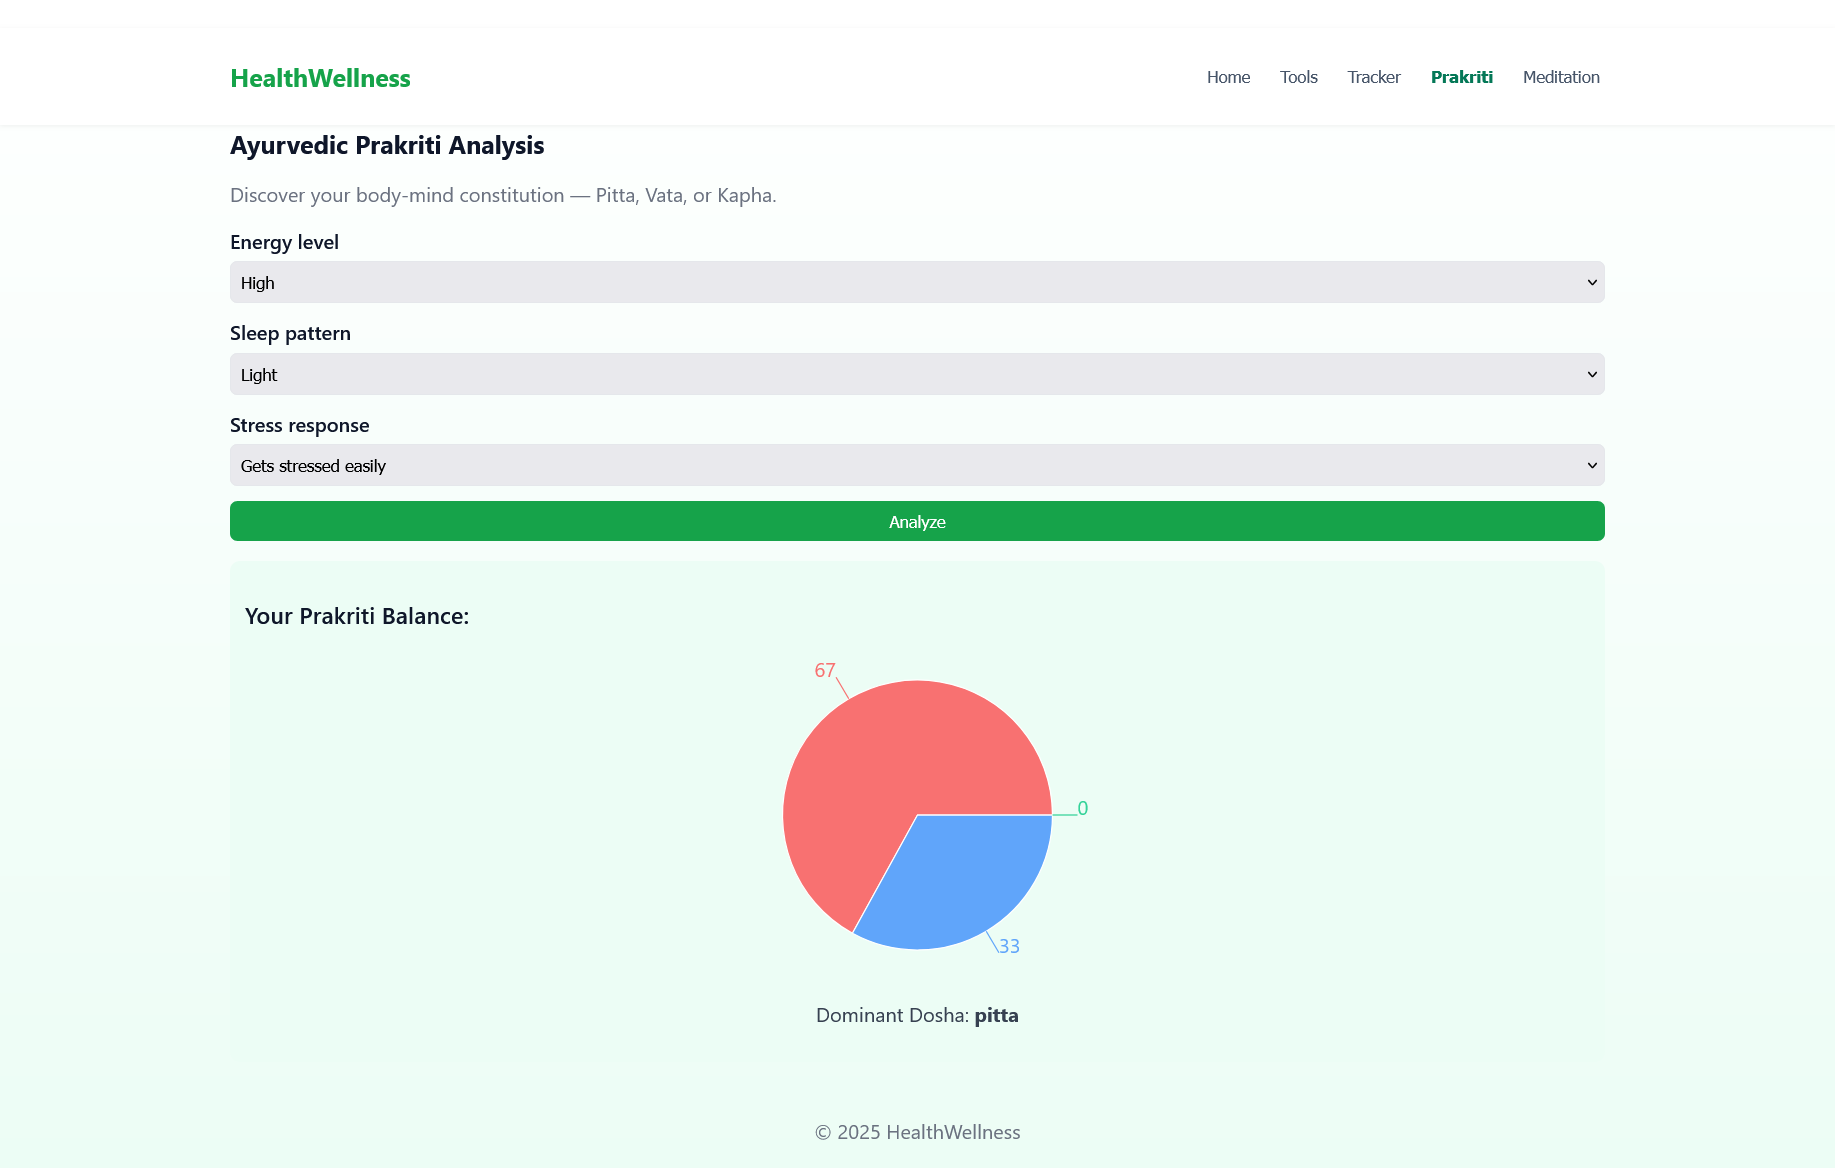 HealthWellness
Home Tools Tracker Prakriti Meditation
Ayurvedic Prakriti Analysis
Discover your body-mind constitution — Pitta, Vata, or Kapha.
Energy level
High
Sleep pattern
Light
Stress response
Gets stressed easily
Analyze
Your Prakriti Balance:
67
0
33
Dominant Dosha: pitta
© 2025 HealthWellness